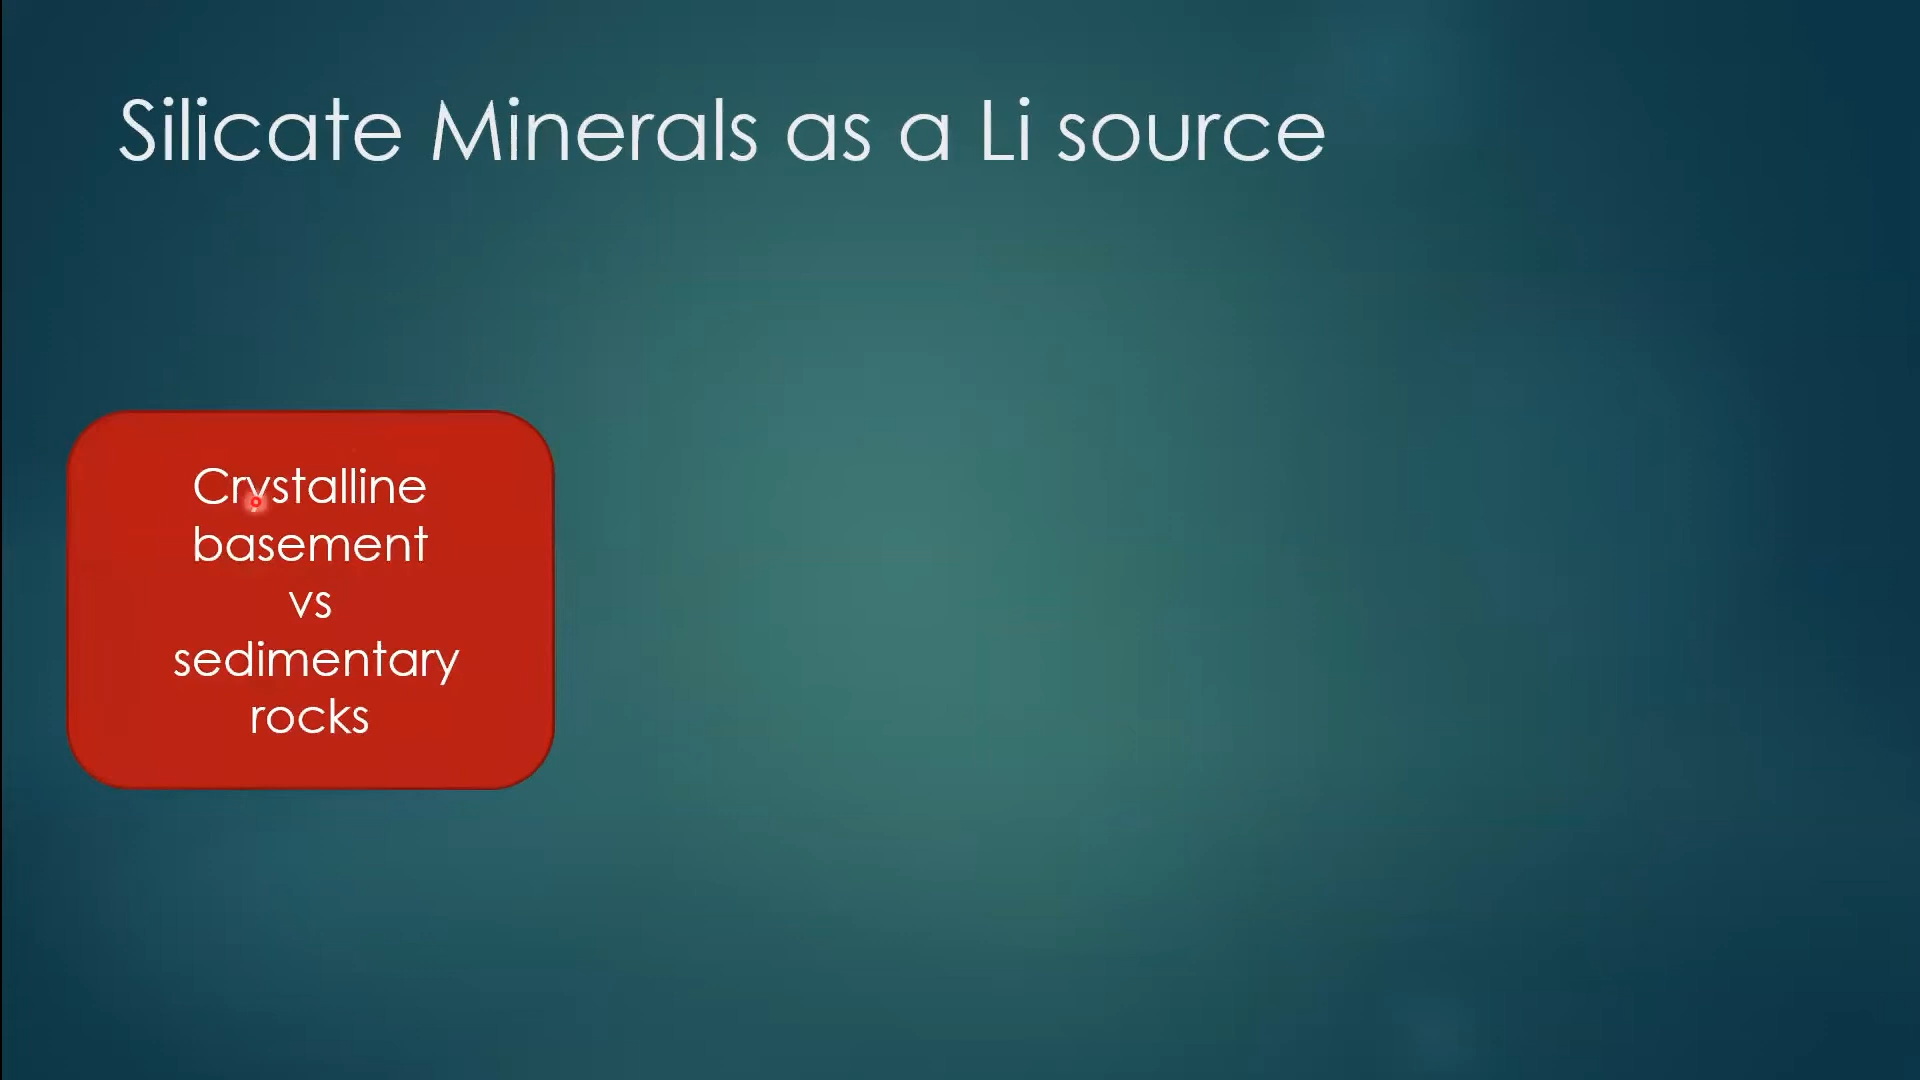 Silicate Minerals as a Li source
Crystalline
basement
vs
sedimentary
rocks